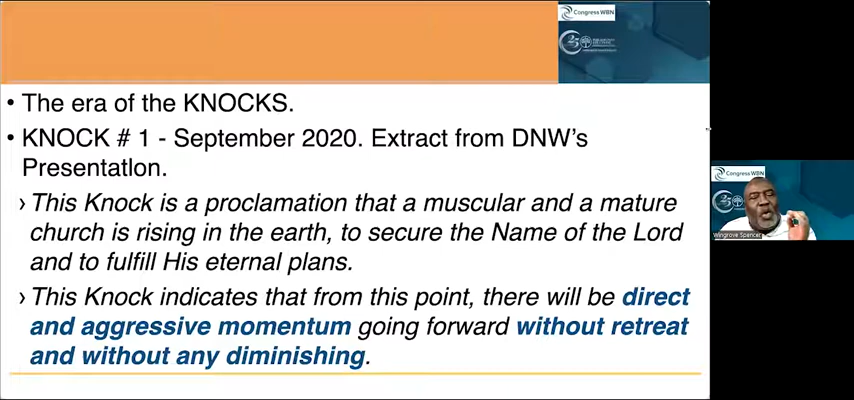 Congress WBN
• The era of the KNOCKS.
• KNOCK # 1 - September 2020. Extract from DNW's
Presentation.
› This Knock is a proclamation that a muscular and a mature
church is rising in the earth, to secure the Name of the Lord
and to fulfill His eternal plans.
› This Knock indicates that from this point, there will be direct
and aggressive momentum going forward without retreat
and without any diminishing.
Congress WBN
Wingrove Spencer